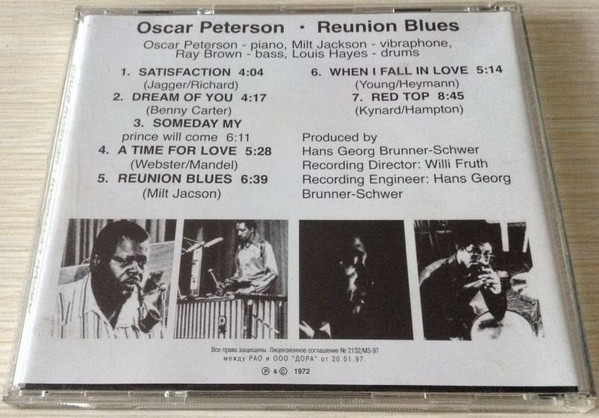 Oscar Peterson · Reunion Blues
Oscar Peterson - piano, Milt Jackson - vibraphone,
Ray Brown - bass, Louis Hayes - drums
1. SATISFACTION 4:04
(Jagger/Richard)
2. DREAM OF YOU 4:17
(Benny Carter)
3. SOMEDAY MY
prince will come 6:11
4. A TIME FOR LOVE 5:28
(Webster/Mandel)
5. REUNION BLUES 6:39
(Milt Jacson)
6. WHEN I FALL IN LOVE 5:14
(Young/Heymann)
7. RED TOP 8:45
(Kynard/Hampton)
Produced by
Hans Georg Brunner-Schwer
Recording Director: Willi Fruth
Recording Engineer: Hans Georg
Brunner-Schwer
Все права защищены. Лицензионное соглашение № 2132/МЗ-97
между РАО и ООО "ДОРА" от 20.01.97.
℗ & © 1972